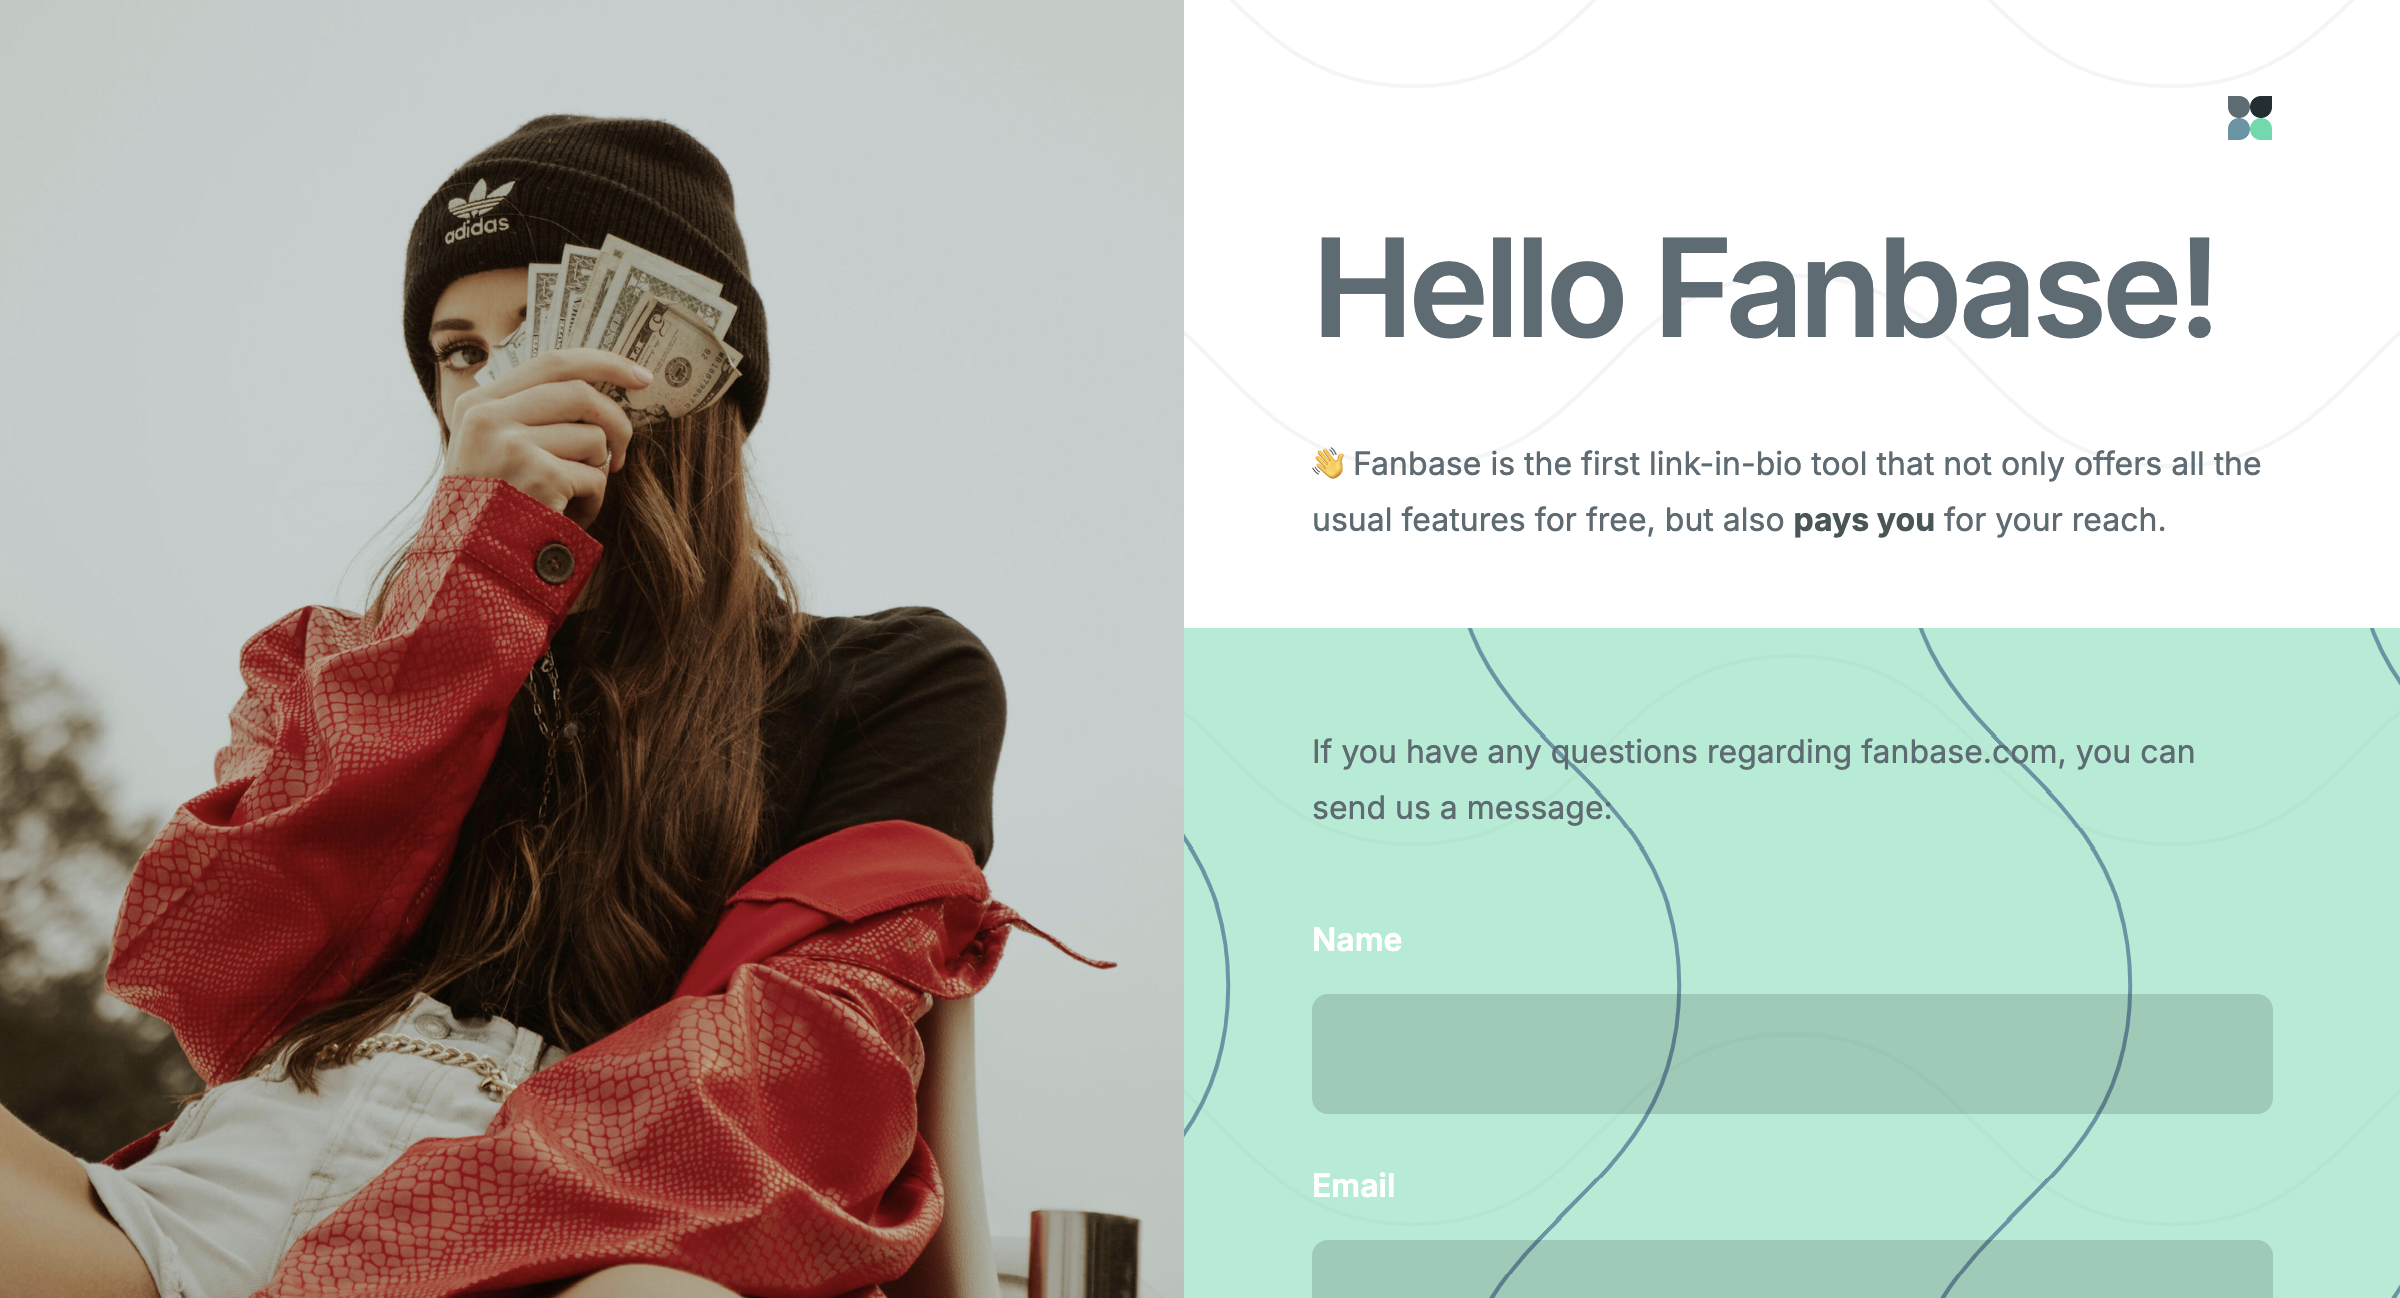 adidas
Hello Fanbase!
👋 Fanbase is the first link-in-bio tool that not only offers all the
usual features for free, but also pays you for your reach.
If you have any questions regarding fanbase.com, you can
send us a message:
Name
Email